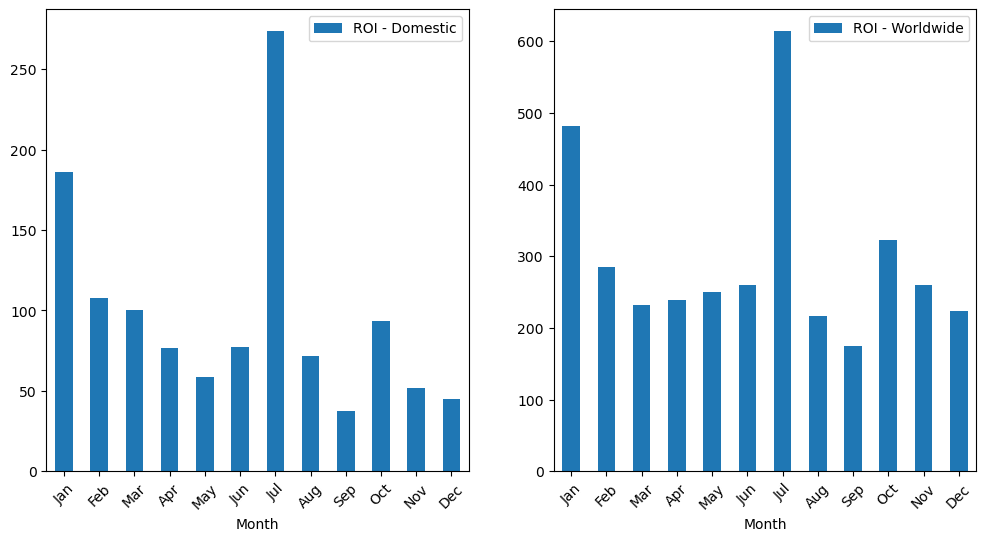 ROI - Domestic
250
200
150
100
50
0
Jan Feb Mar Apr May Jun Jul Aug Sep Oct Nov Dec
Month
ROI - Worldwide
600
500
400
300
200
100
0
Jan Feb Mar Apr May Jun Jul Aug Sep Oct Nov Dec
Month